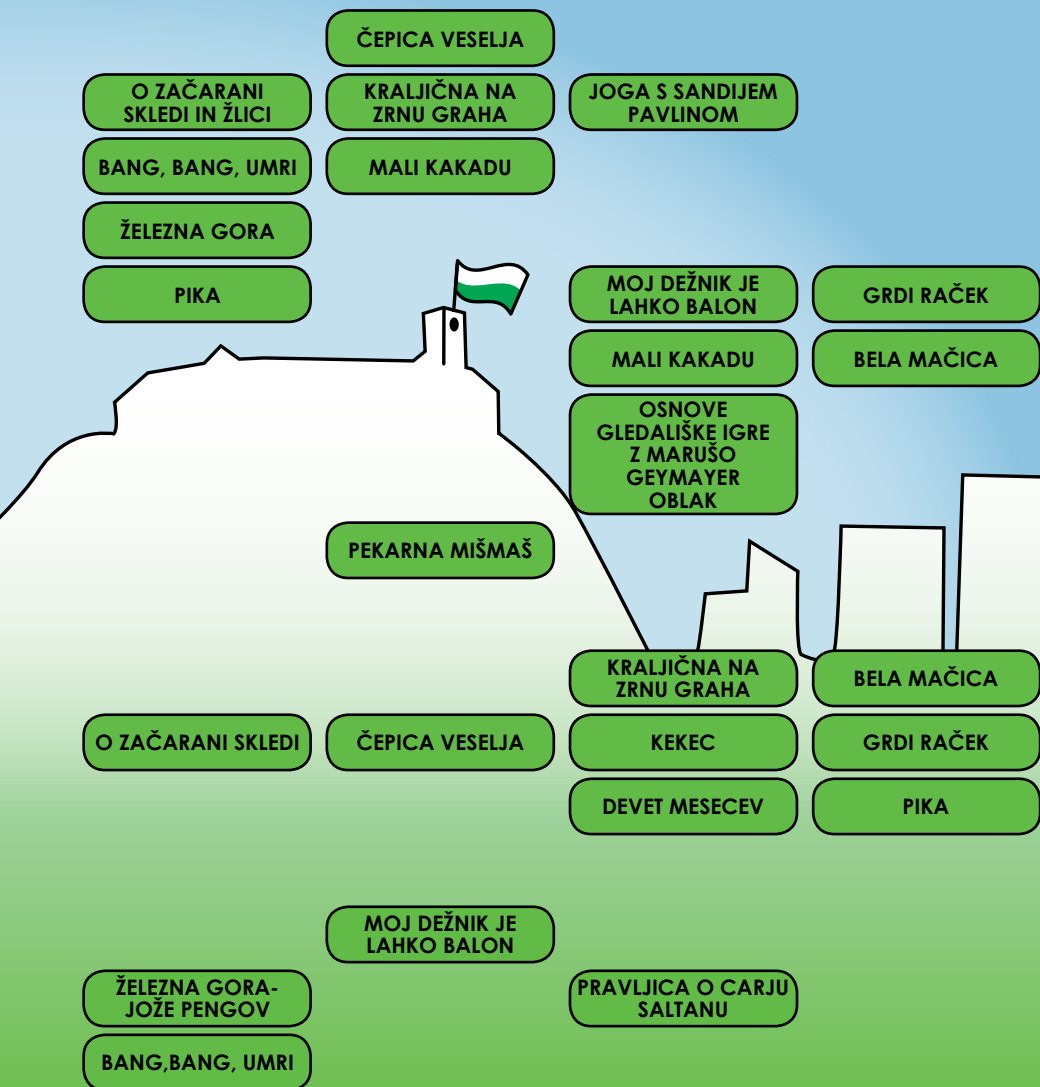 ČEPICA VESELJA
O ZAČARANI
SKLEDI IN ŽLICI
KRALJIČNA NA
ZRNU GRAHA
JOGA S SANDIJEM
PAVLINOM
BANG, BANG, UMRI
MALI KAKADU
ŽELEZNA GORA
PIKA
MOJ DEŽNIK JE
LAHKO BALON
GRDI RAČEK
MALI KAKADU
BELA MAČICA
OSNOVE
GLEDALIŠKE IGRE
Z MARUŠO
GEYMAYER
OBLAK
PEKARNA MIŠMAŠ
KRALJIČNA NA
ZRNU GRAHA
BELA MAČICA
O ZAČARANI SKLEDI
ČEPICA VESELJA
KEKEC
GRDI RAČEK
DEVET MESECEV
PIKA
MOJ DEŽNIK JE
LAHKO BALON
ŽELEZNA GORA-
JOŽE PENGOV
PRAVLJICA O CARJU
SALTANU
BANG,BANG, UMRI